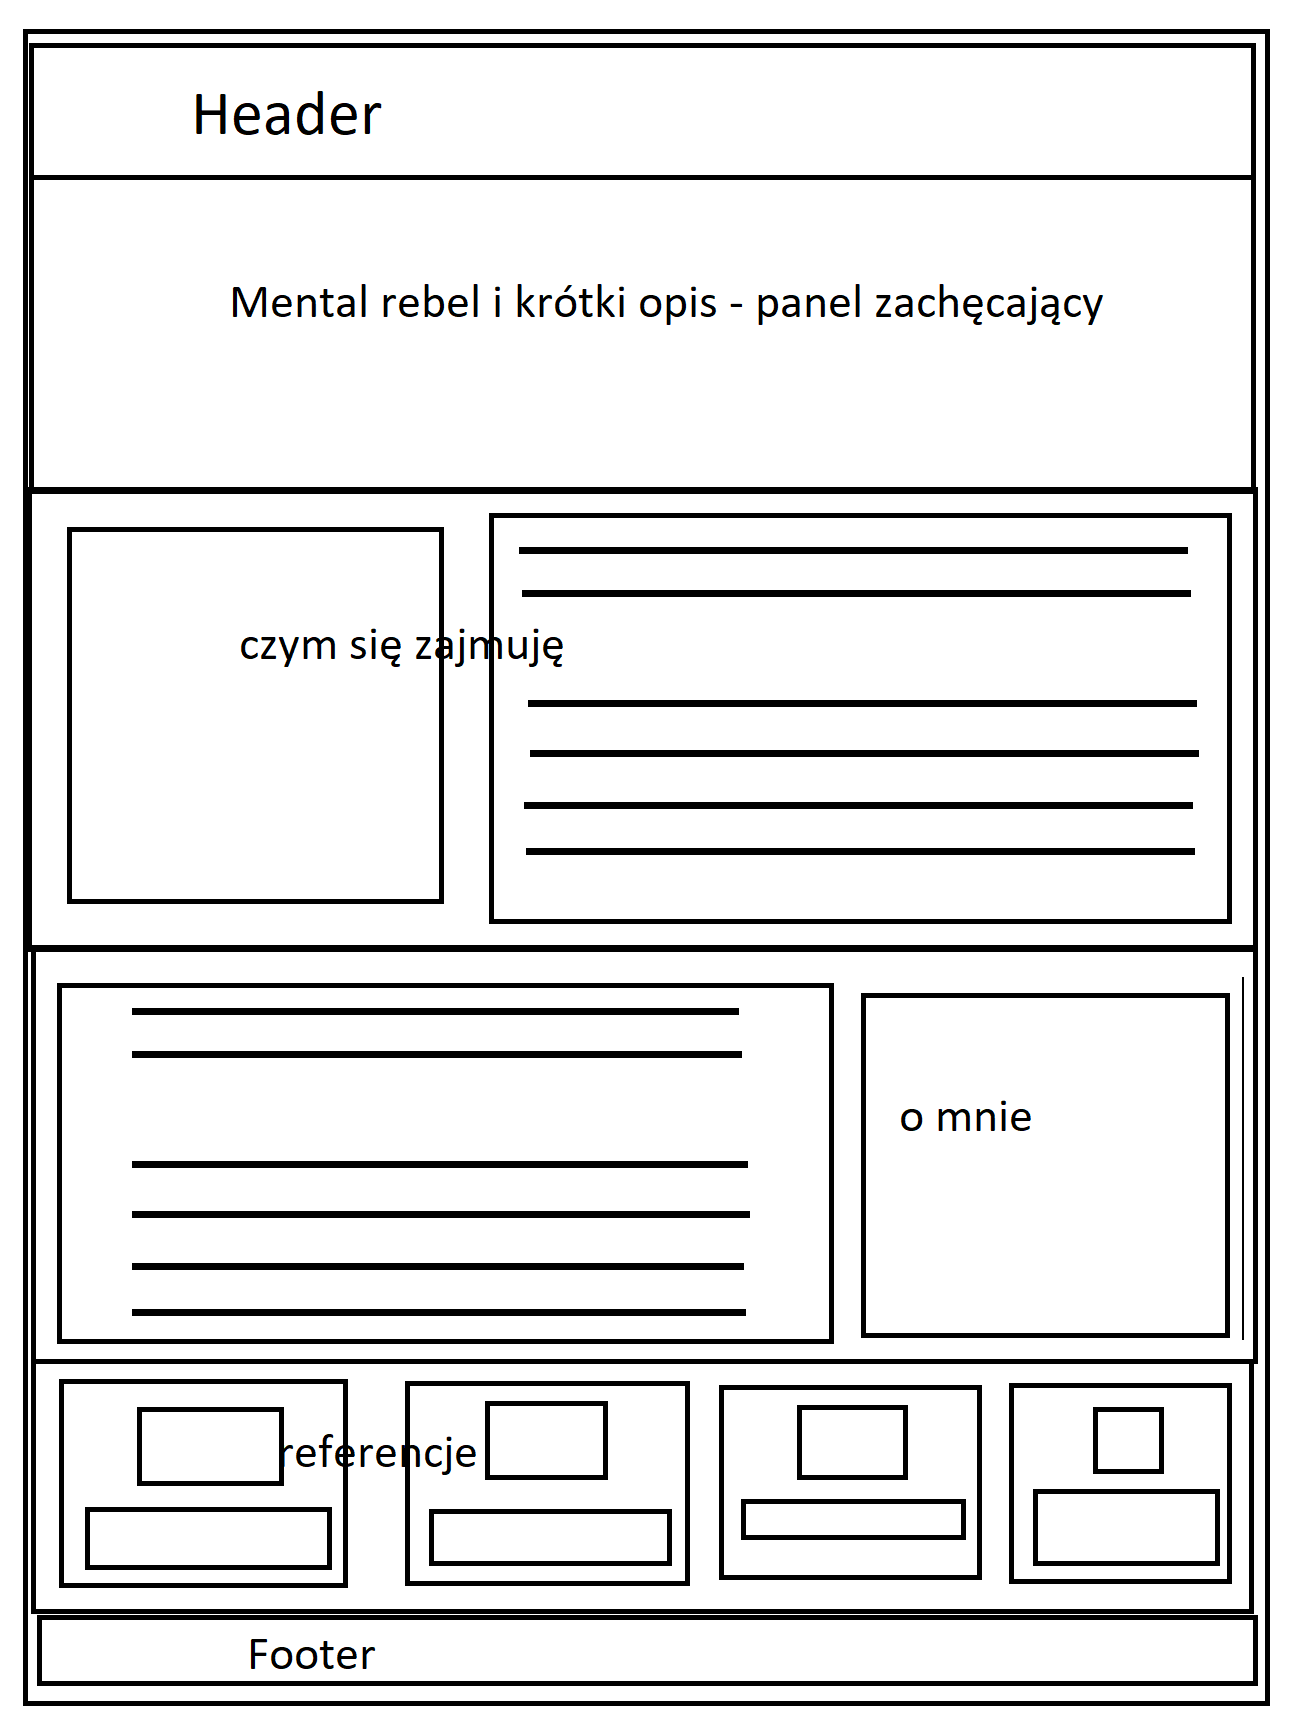 Header
Mental rebel i krótki opis - panel zachęcający
czym się zajmuję
o mnie
referencje
Footer